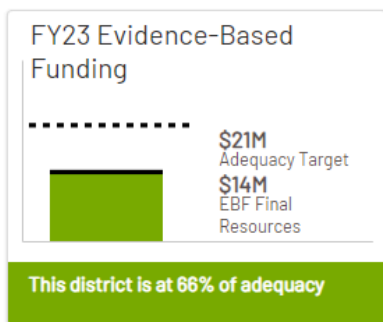 FY23 Evidence-Based
Funding
$21M
Adequacy Target
$14M
EBF Final
Resources
This district is at 66% of adequacy